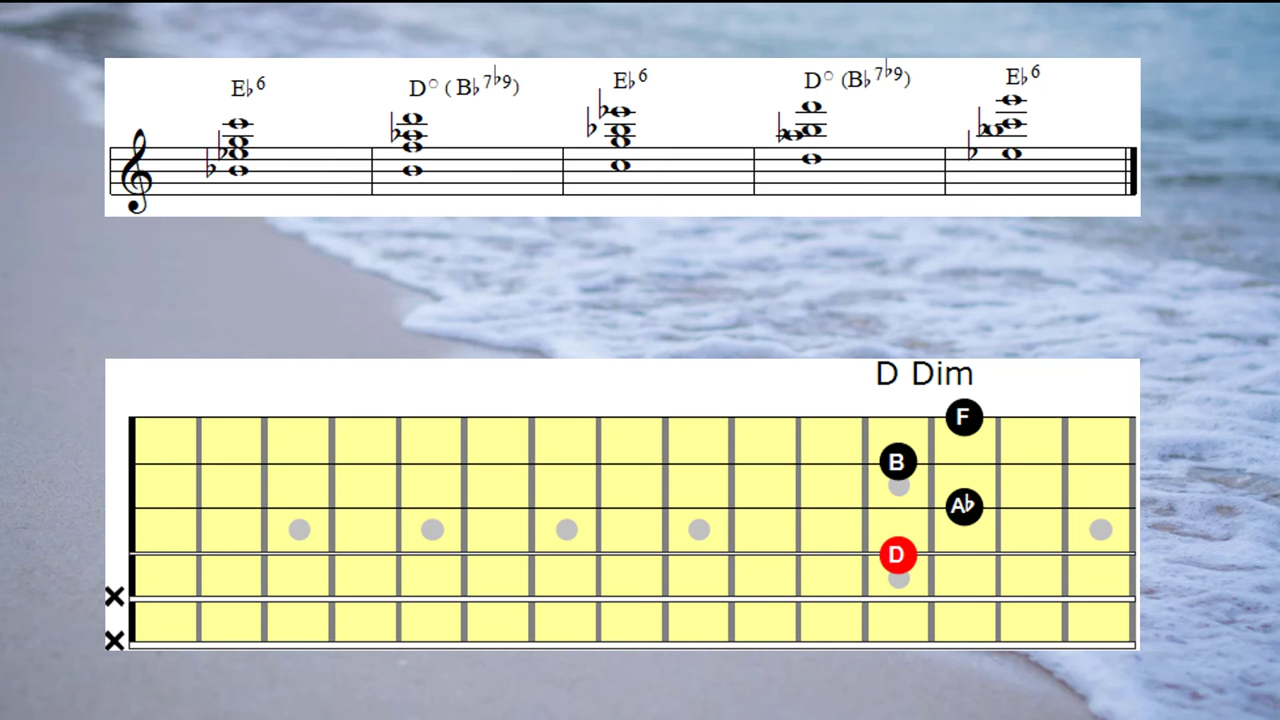 E♭6 D○ (B♭7♭9) E♭6 D○ (B♭7♭9) E♭6
D Dim
F
B
A♭
D
×
×